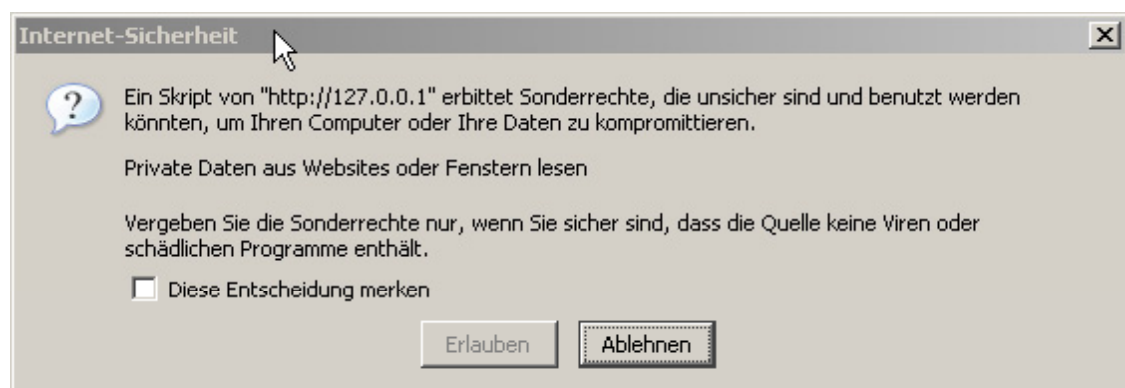 Internet-Sicherheit
Ein Skript von "http://127.0.0.1" erbittet Sonderrechte, die unsicher sind und benutzt werden
könnten, um Ihren Computer oder Ihre Daten zu kompromittieren.
Private Daten aus Websites oder Fenstern lesen
Vergeben Sie die Sonderrechte nur, wenn Sie sicher sind, dass die Quelle keine Viren oder
schädlichen Programme enthält.
Diese Entscheidung merken
Erlauben Ablehnen